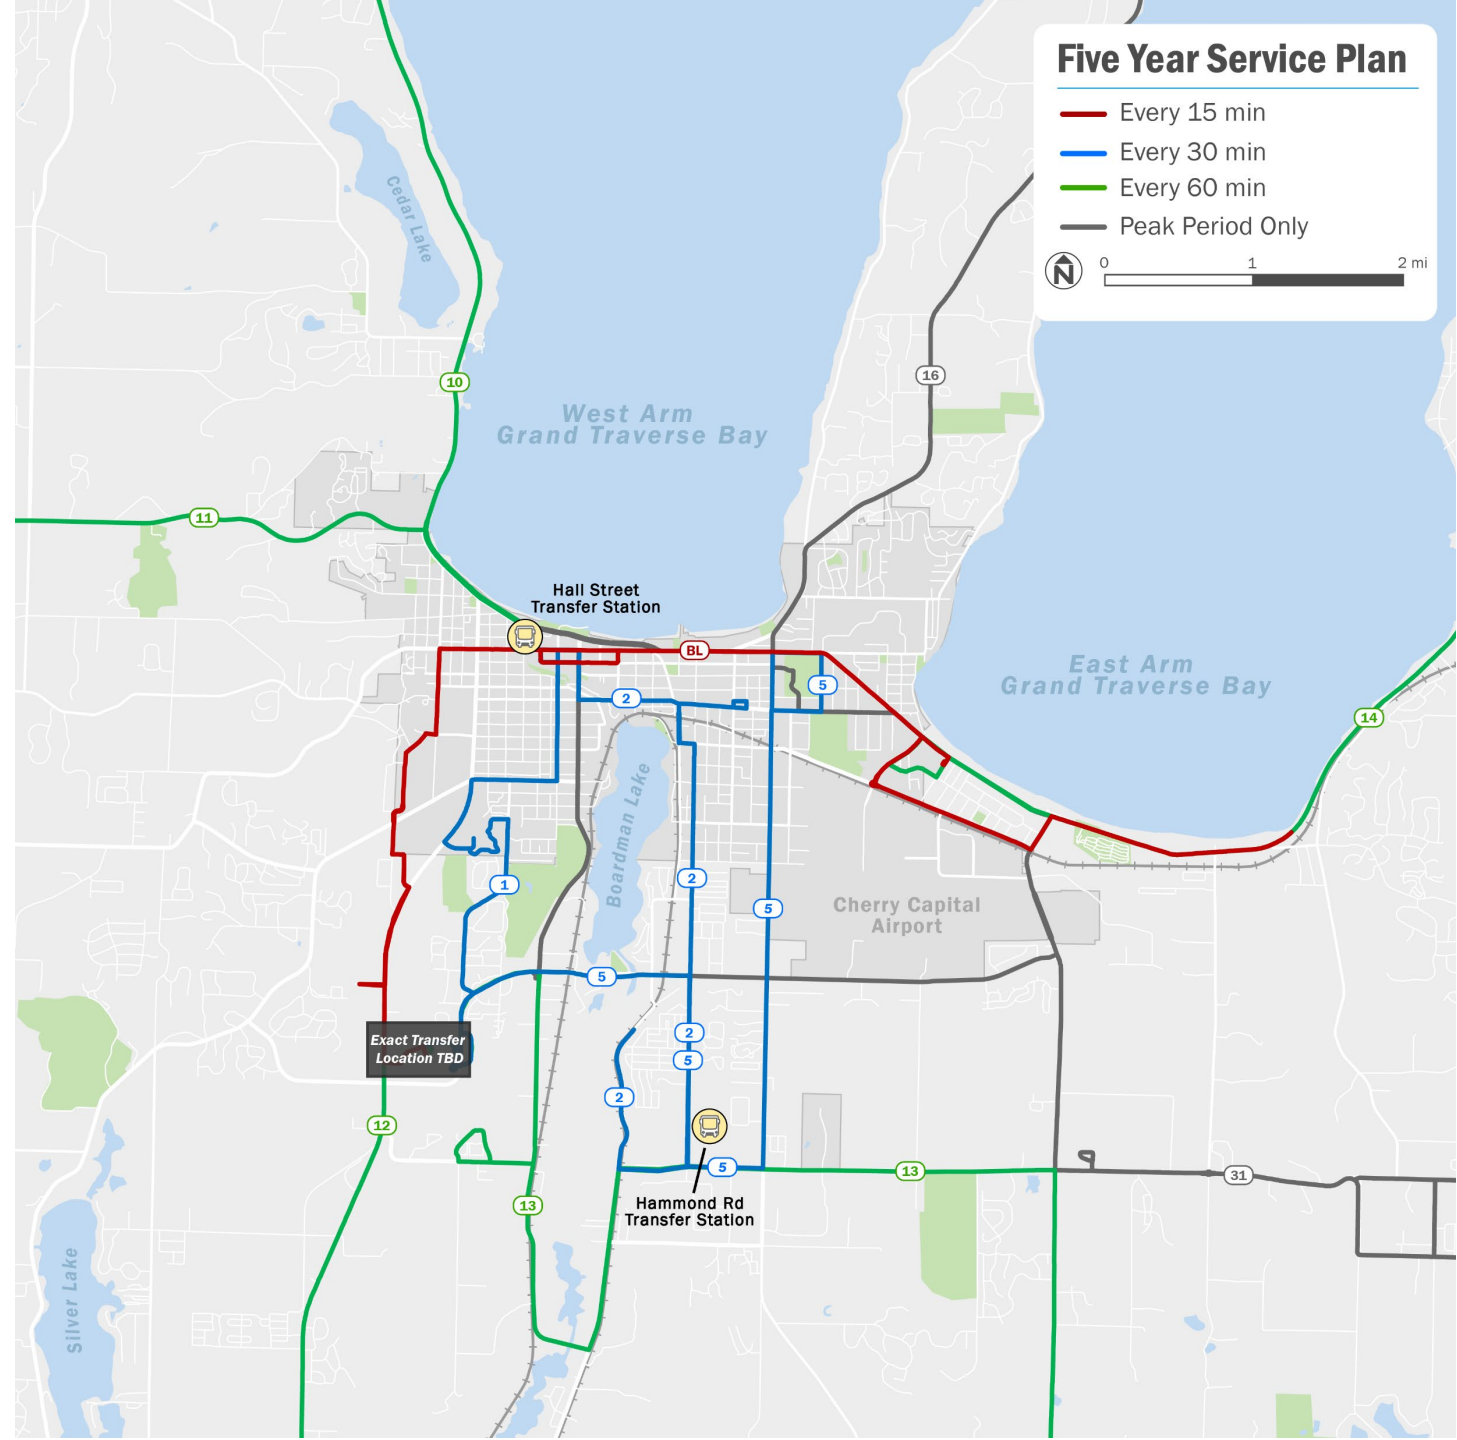 Five Year Service Plan
Every 15 min
Every 30 min
Every 60 min
Peak Period Only
N
0 1 2 mi
Cedar Lake
10
16
West Arm
Grand Traverse Bay
11
Hall Street
Transfer Station
BL
East Arm
Grand Traverse Bay
5
2
14
Boardman Lake
2
1
5
Cherry Capital
Airport
5
2
5
Exact Transfer
Location TBD
2
12
5
13
31
13
Hammond Rd
Transfer Station
Silver Lake